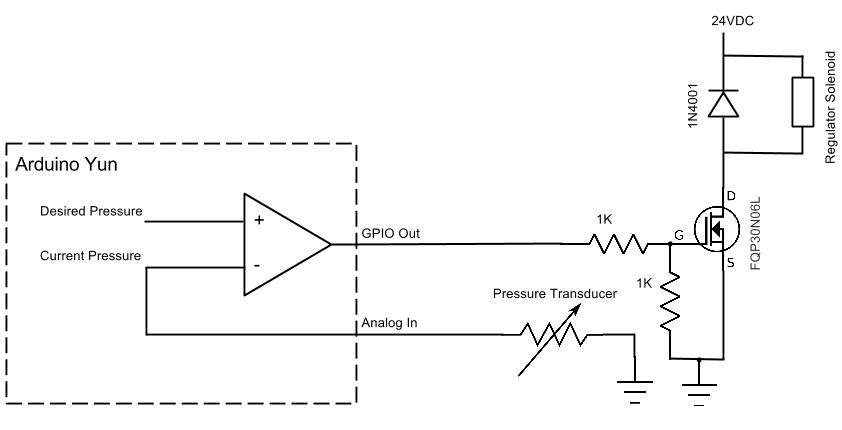 24VDC
1N4001
Regulator Solenoid
Arduino Yun
Desired Pressure
+
GPIO Out
1K
D
G
FQP30N06L
Current Pressure
-
S
1K
Pressure Transducer
Analog In